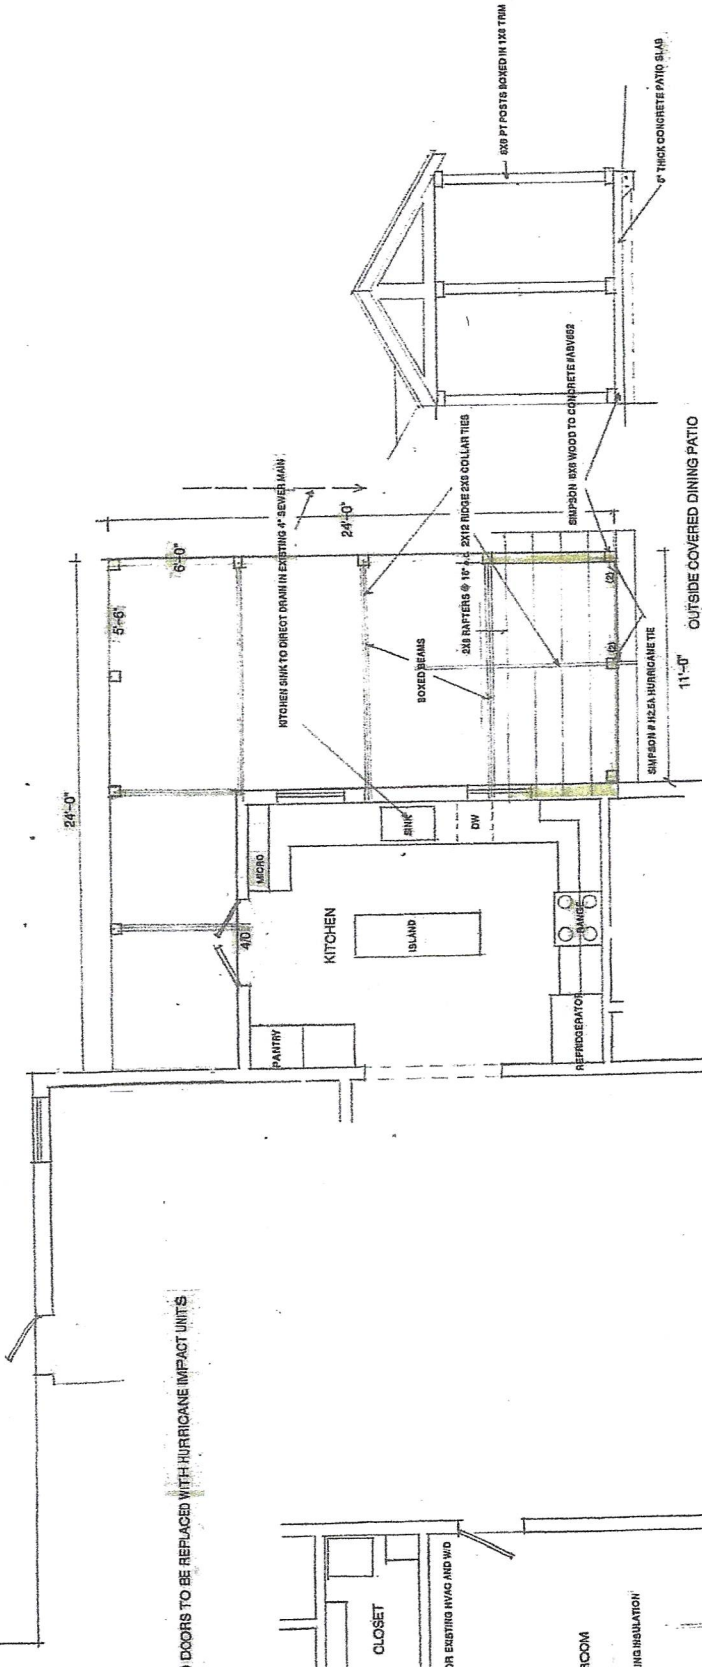 6X6 PT POSTS BOXED IN 1X8 TRIM
THICK CONCRETE PATIO SLAB
KITCHEN SINK TO DIRECT DRAIN IN EXISTING 4" SEWER MAIN
24'-0"
6'-0"
5'-6"
24'-0"
2X12 RIDGE 2X8 COLLAR TIES
2X8 RAFTERS @ 16" o.c.
BOXED BEAMS
SIMPSON 6X6 WOOD TO CONCRETE
(2)
(2)
SIMPSON # H2.5A HURRICANE TIE
11'-0"
OUTSIDE COVERED DINING PATIO
MICRO
SINK
DW
4/0
KITCHEN
ISLAND
RANGE
PANTRY
REFRIDGERATOR
DOORS TO BE REPLACED WITH HURRICANE IMPACT UNITS
CLOSET
OR EXISTING HVAC AND W/D
ROOM
ING INSULATION